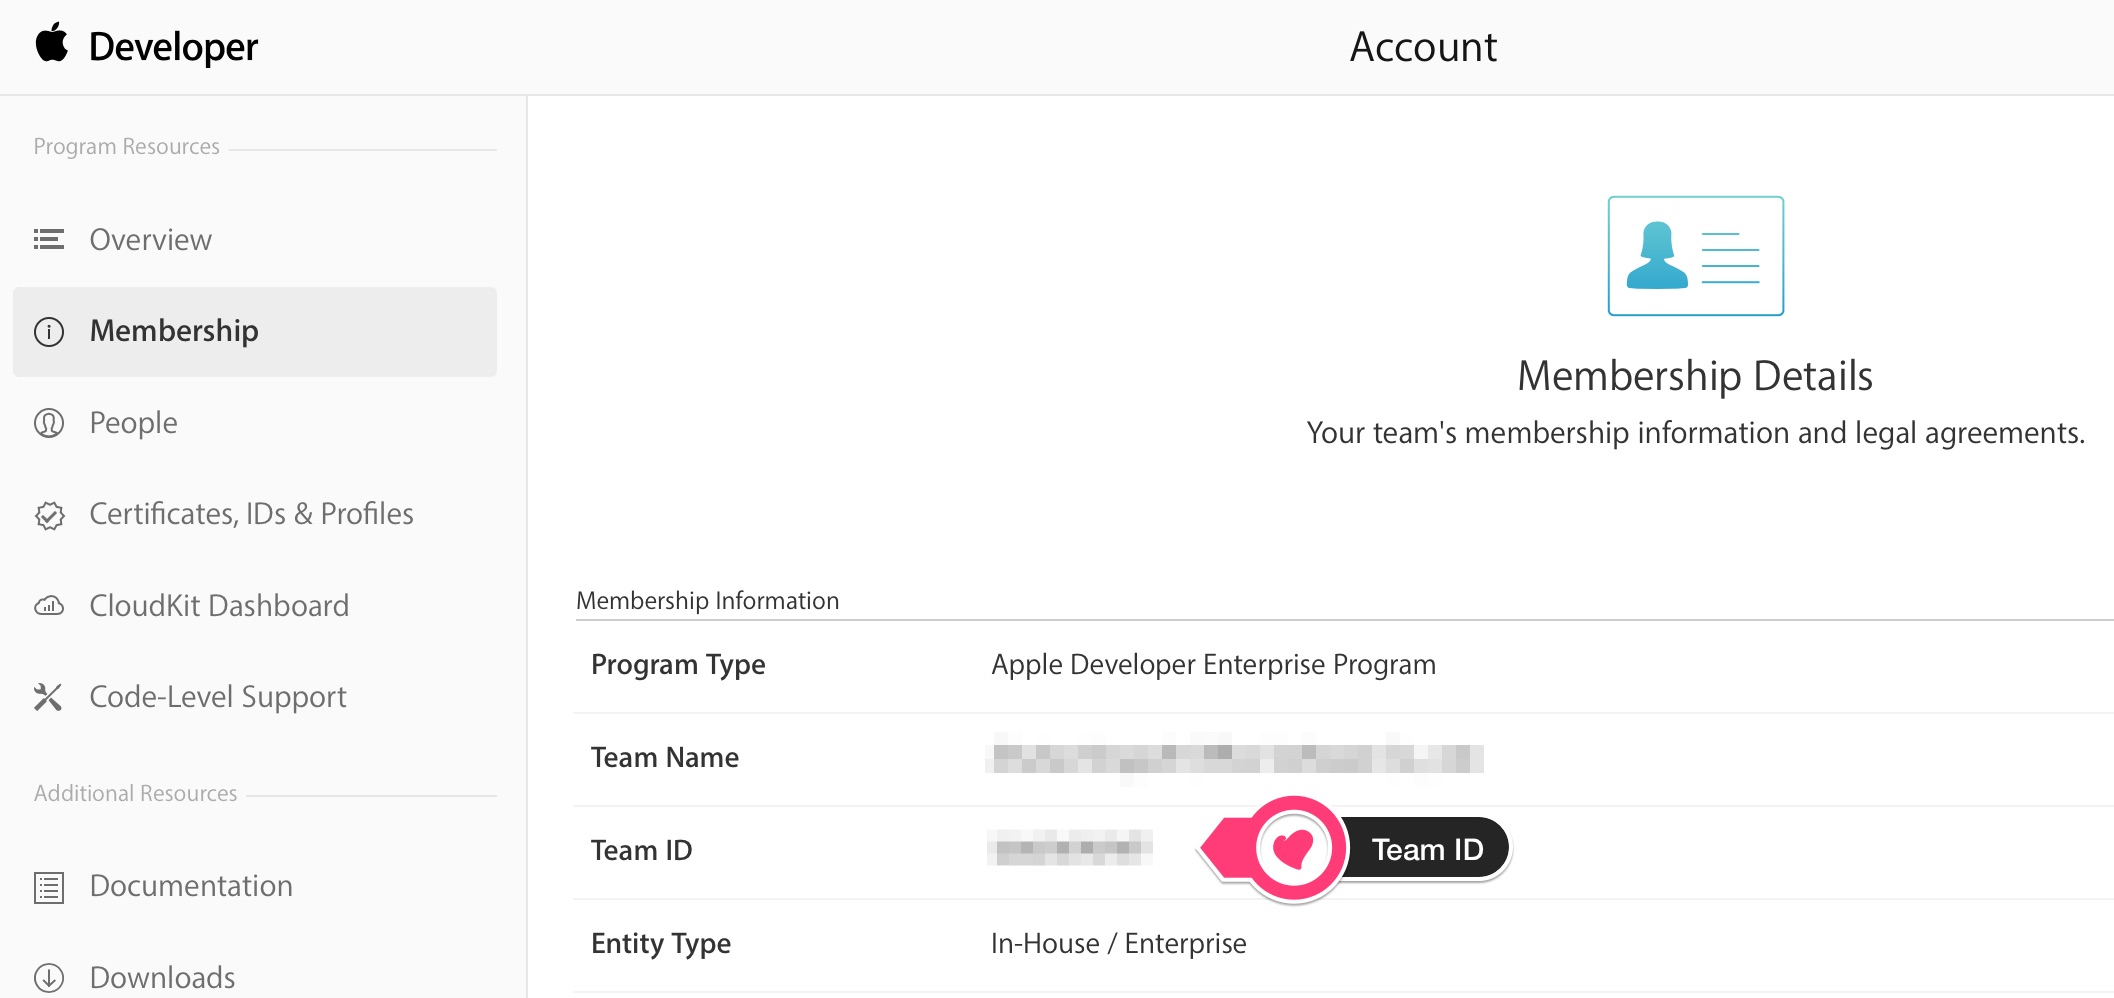 Developer
Account
Program Resources
Overview
Membership
People
Certificates, IDs & Profiles
CloudKit Dashboard
Code-Level Support
Additional Resources
Documentation
Downloads
Membership Details
Your team's membership information and legal agreements.
Membership Information
Program Type Apple Developer Enterprise Program
Team Name
Team ID Team ID
Entity Type In-House / Enterprise